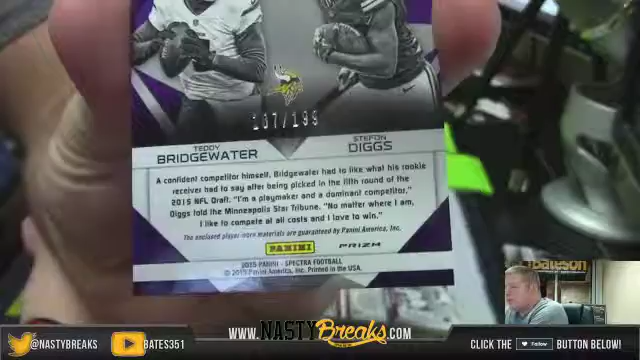 137/199
TEDDY
BRIDGEWATER
STEFON
DIGGS
A confident competitor himself, Bridgewater had to like what his rookie
receiver had to say after being picked in the fifth round of the
2015 NFL Draft. "I'm a playmaker and a dominant competitor,"
Diggs told the Minneapolis Star Tribune. "No matter where I am,
I like to compete at all costs and I love to win."
The enclosed player-worn materials are guaranteed by Panini America, Inc.
PANINI PRIZM
2015 PANINI - SPECTRA FOOTBALL
© 2015 Panini America, Inc. Printed in the USA.
Bateson
@NASTYBREAKS
BATES351
WWW.NASTYBreaks.COM
CLICK THE Follow BUTTON BELOW!